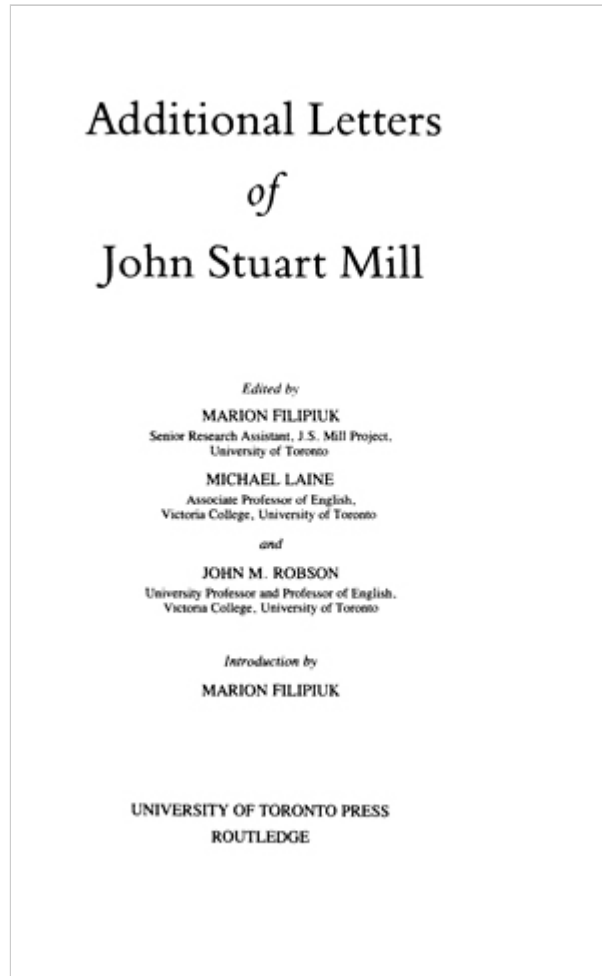 Additional Letters
of
John Stuart Mill
Edited by
MARION FILIPIUK
Senior Research Assistant, J.S. Mill Project,
University of Toronto
MICHAEL LAINE
Associate Professor of English,
Victoria College, University of Toronto
and
JOHN M. ROBSON
University Professor and Professor of English,
Victoria College, University of Toronto
Introduction by
MARION FILIPIUK
UNIVERSITY OF TORONTO PRESS
ROUTLEDGE